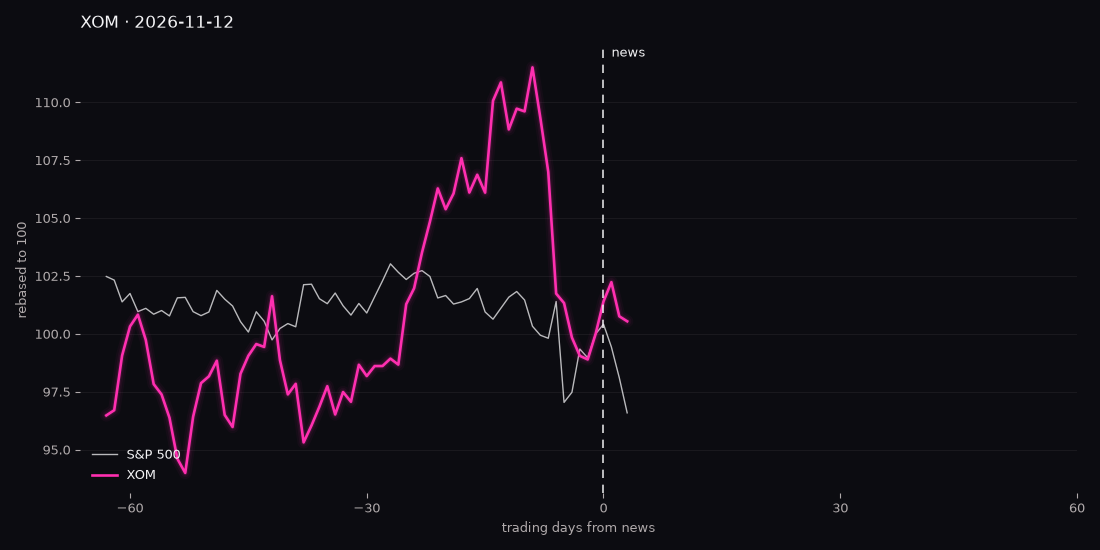 XOM · 2026-11-12
news
110.0
107.5
105.0
102.5
100.0
97.5
95.0
rebased to 100
S&P 500
XOM
−60
−30
0
30
60
trading days from news